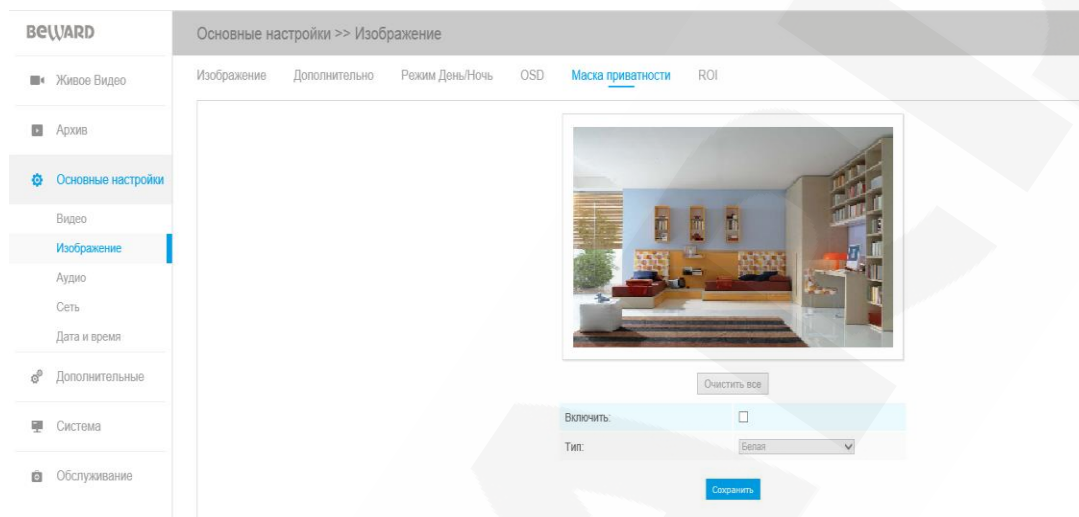 BEWARD
Основные настройки >> Изображение
Живое Видео
Архив
Основные настройки
Видео
Изображение
Аудио
Сеть
Дата и время
Дополнительные
Система
Обслуживание
Изображение Дополнительно Режим День/Ночь OSD Маска приватности ROI
Очистить все
Включить:
Тип: Белая
Сохранить